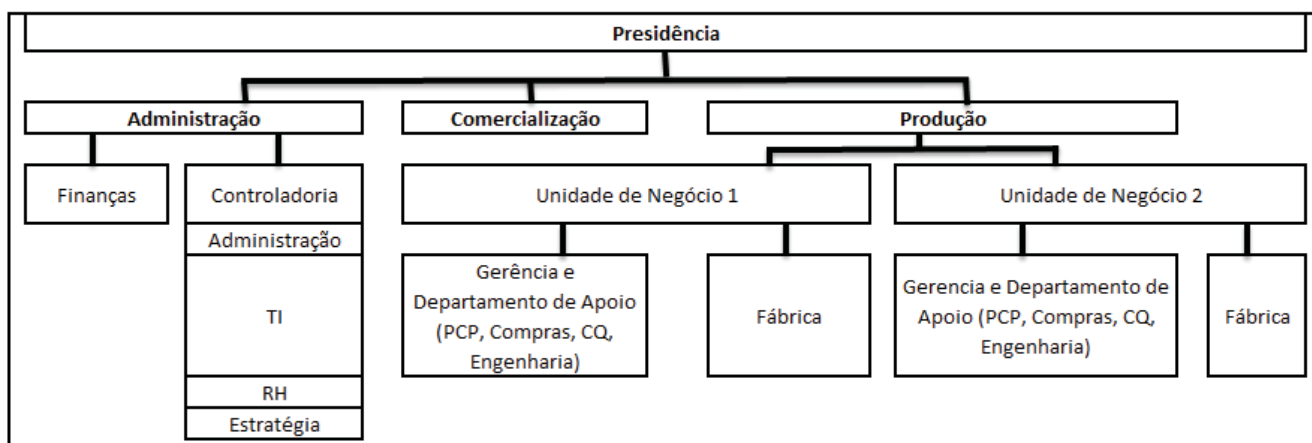 Presidência
Administração
Comercialização
Produção
Finanças
Controladoria
Unidade de Negócio 1
Unidade de Negócio 2
Administração
TI
RH
Estratégia
Gerência e
Departamento de Apoio
(PCP, Compras, CQ,
Engenharia)
Fábrica
Gerencia e Departamento de
Apoio (PCP, Compras, CQ,
Engenharia)
Fábrica